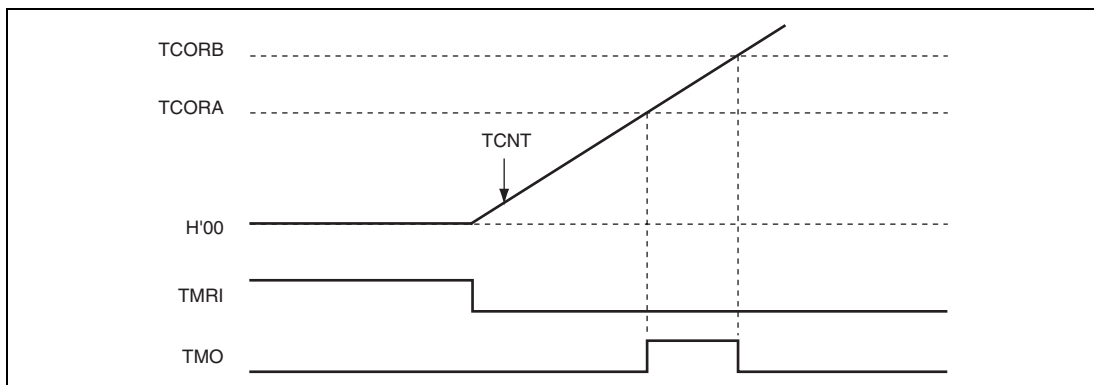 TCORB
TCORA
TCNT
H'00
TMRI
TMO